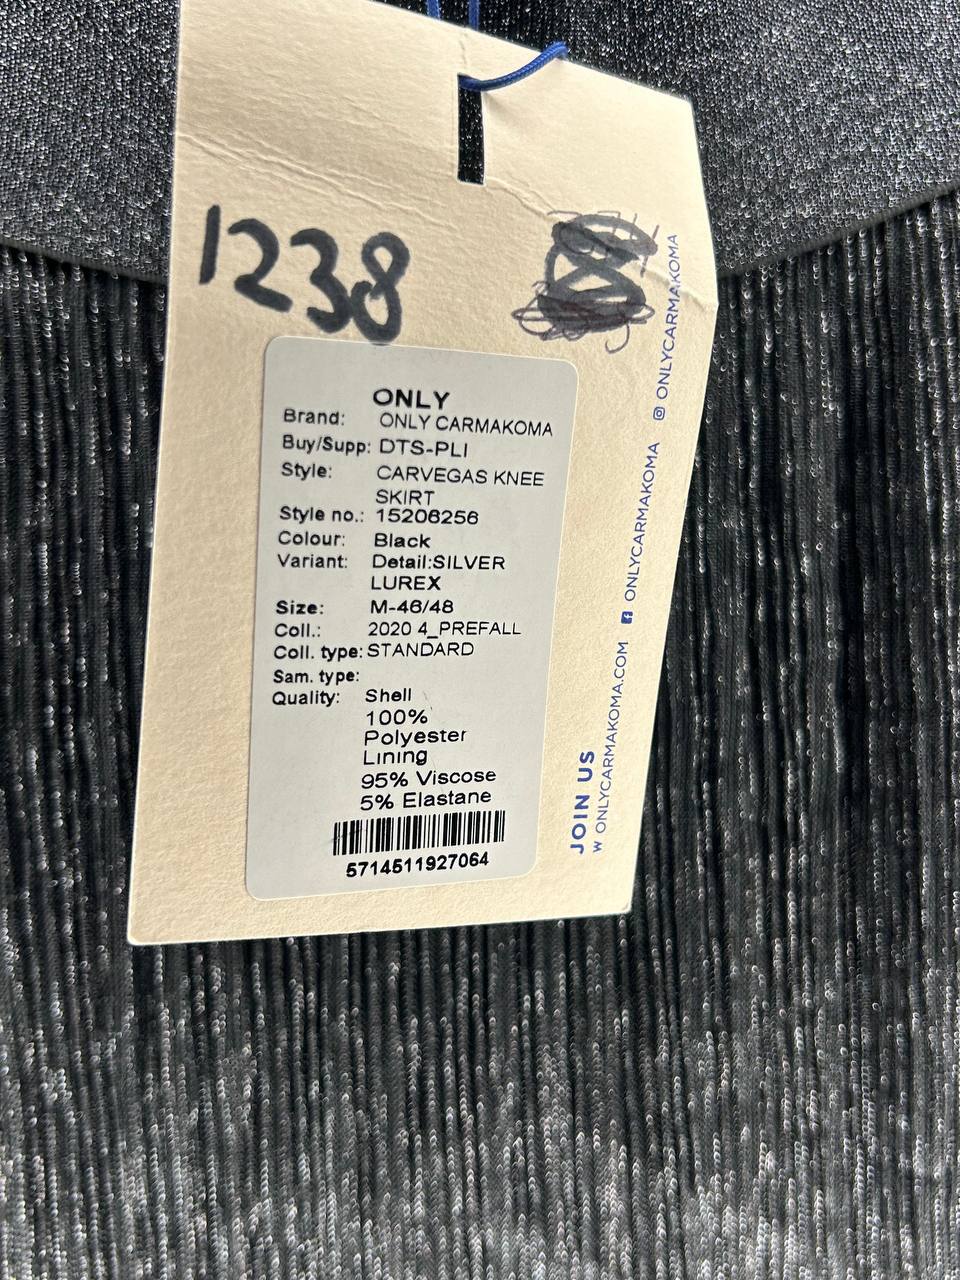 1238
ONLY
Brand: ONLY CARMAKOMA
Buy/Supp: DTS-PLI
Style: CARVEGAS KNEE
SKIRT
Style no.: 15206256
Colour: Black
Variant: Detail:SILVER
LUREX
Size: M-46/48
Coll.: 2020 4_PREFALL
Coll. type: STANDARD
Sam. type:
Quality: Shell
100%
Polyester
Lining
95% Viscose
5% Elastane
5714511927064
JOIN US
W ONLYCARMAKOMA.COM ONLYCARMAKOMA ONLYCARMAKOMA